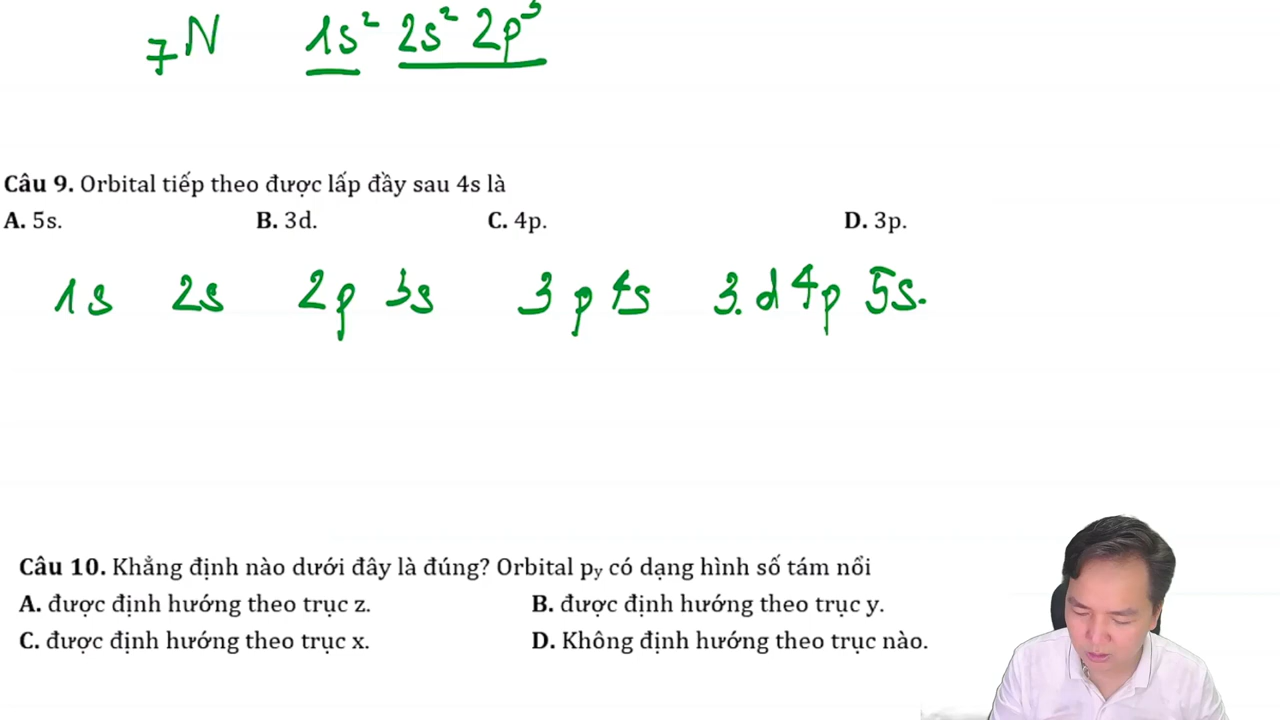 ₇N 1s² 2s² 2p³
Câu 9. Orbital tiếp theo được lấp đầy sau 4s là
A. 5s. B. 3d. C. 4p. D. 3p.
1s 2s 2p 3s 3p 4s 3.d 4p 5s.
Câu 10. Khẳng định nào dưới đây là đúng? Orbital pᵧ có dạng hình số tám nổi
A. được định hướng theo trục z. B. được định hướng theo trục y.
C. được định hướng theo trục x. D. Không định hướng theo trục nào.